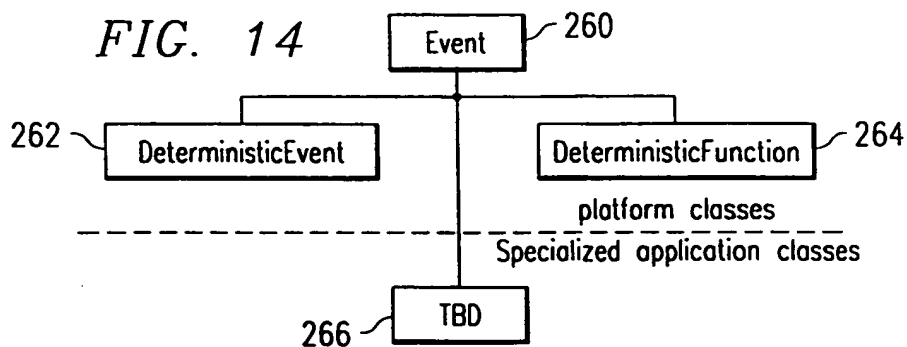 FIG. 14
Event
260
262
DeterministicEvent
DeterministicFunction
264
platform classes
Specialized application classes
TBD
266